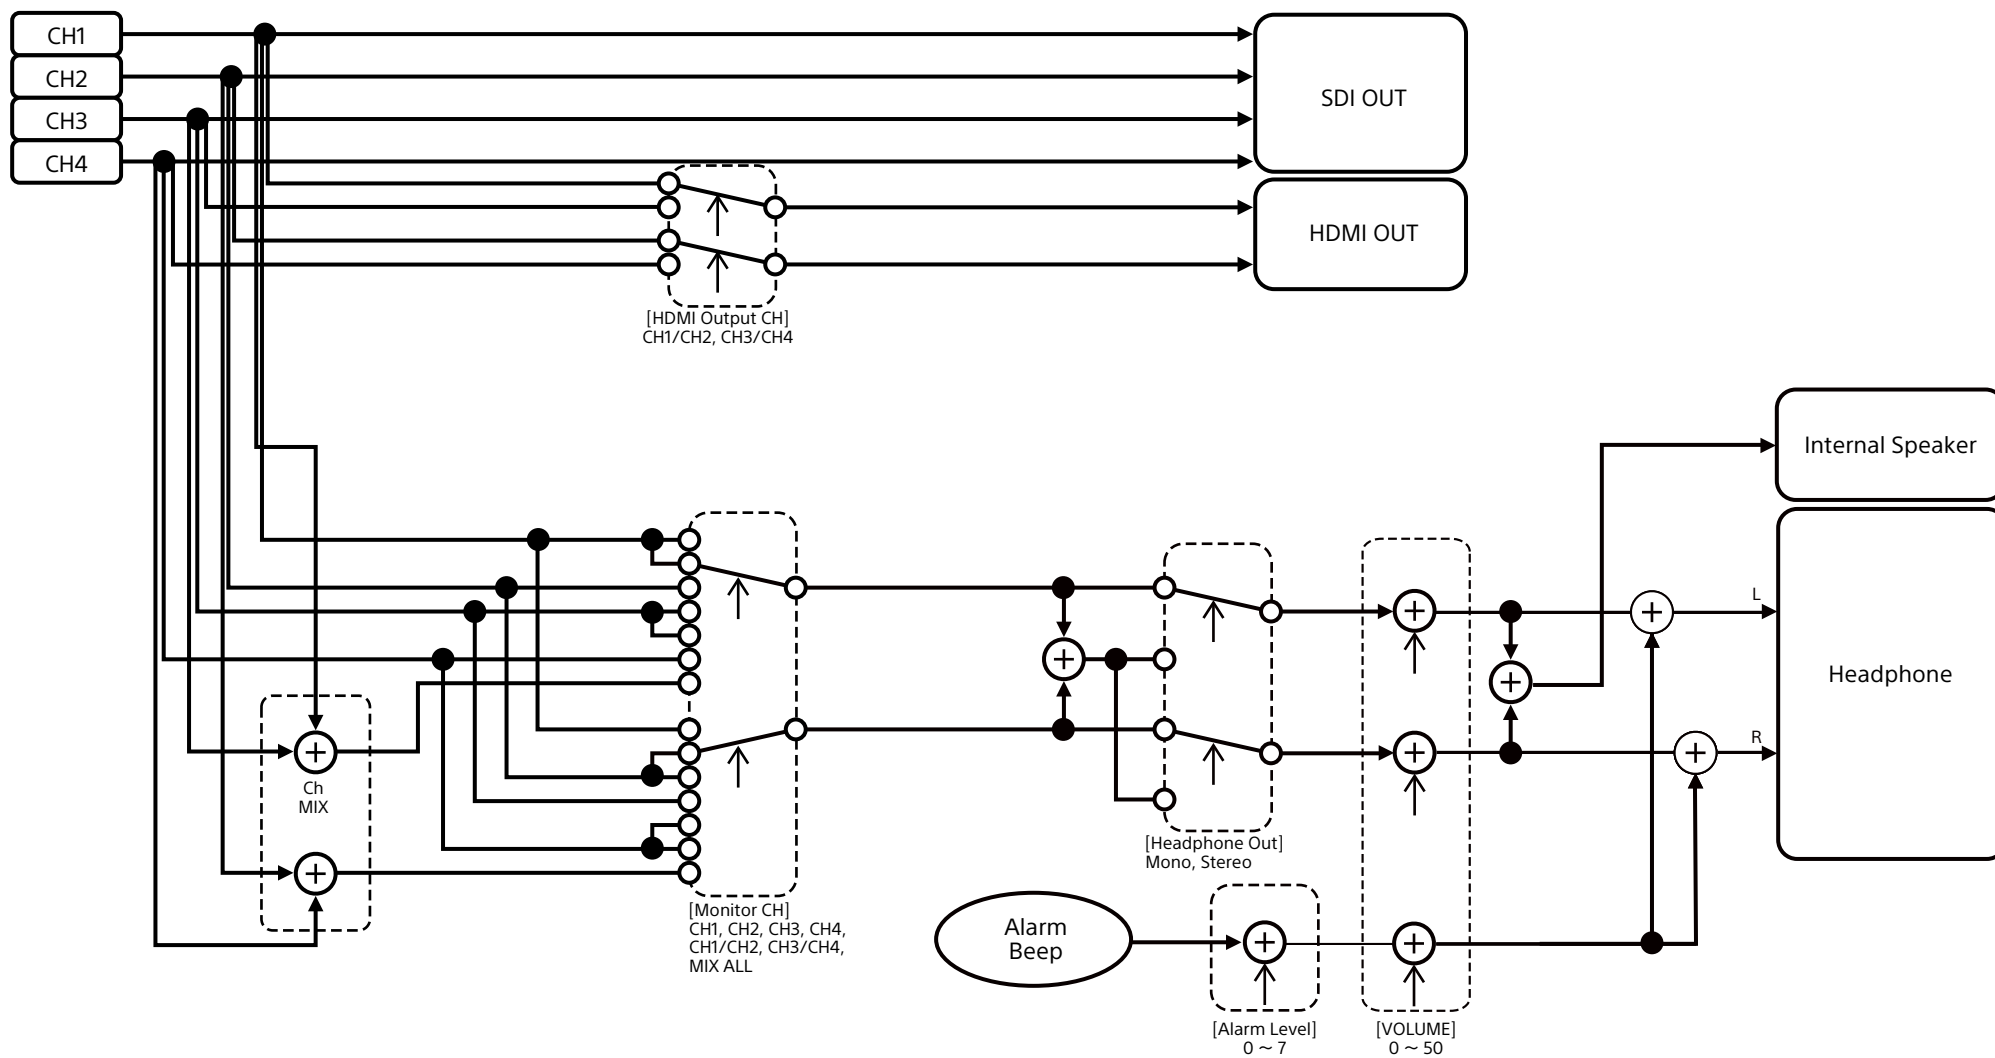 CH1
CH2
CH3
CH4
SDI OUT
HDMI OUT
[HDMI Output CH]
CH1/CH2, CH3/CH4
Internal Speaker
Headphone
L
R
Ch
MIX
[Monitor CH]
CH1, CH2, CH3, CH4,
CH1/CH2, CH3/CH4,
MIX ALL
[Headphone Out]
Mono, Stereo
Alarm
Beep
[Alarm Level]
0 ~ 7
[VOLUME]
0 ~ 50